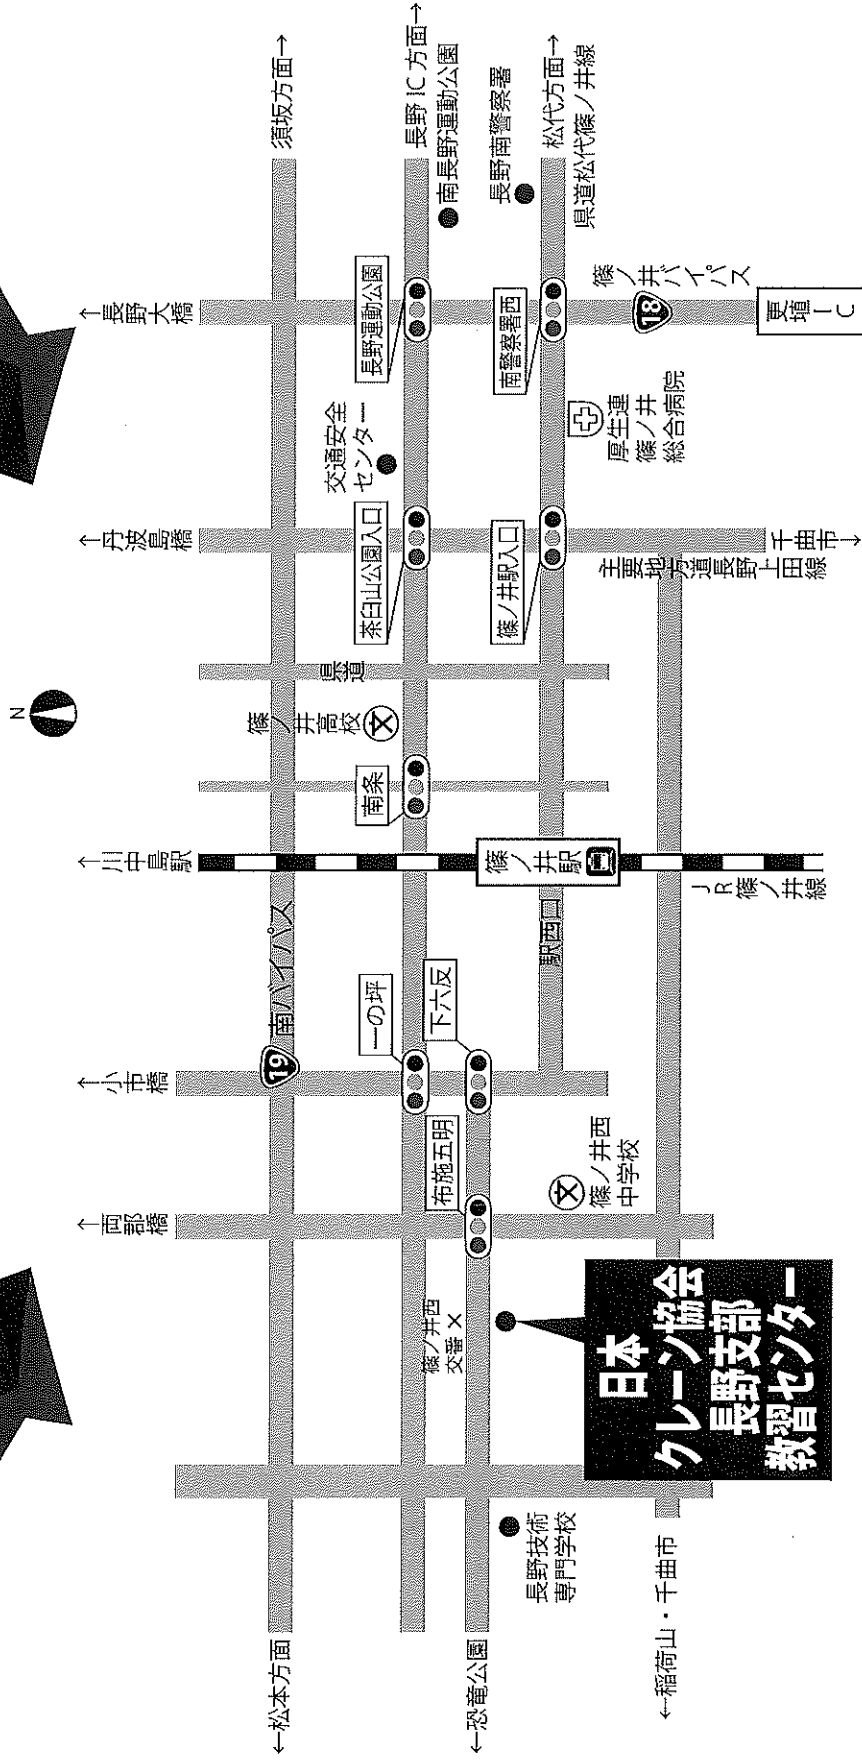 N
↑両郡橋
↑小市橋
↑川中島駅
↑丹波島橋
↑長野大橋
←松本方面
19
南バイパス
須坂方面→
篠ノ井高校
文
県道
交通安全
センター
一の坪
南条
茶臼山公園入口
長野運動公園
長野IC方面→
南長野運動公園
篠ノ井西
交番
×
布施五明
下六反
←恐竜公園
篠ノ井駅
篠ノ井駅入口
南警察署西
長野南警察署
長野技術
専門学校
文
篠ノ井西
中学校
駅西口
松代方面→
県道松代篠ノ井線
日本
クレーン協会
長野支部
教習センター
厚生連
篠ノ井
総合病院
篠ノ井バイパス
18
←稲荷山・千曲市
JR篠ノ井線
主要地方道長野上田線
千曲市↓
更埴IC